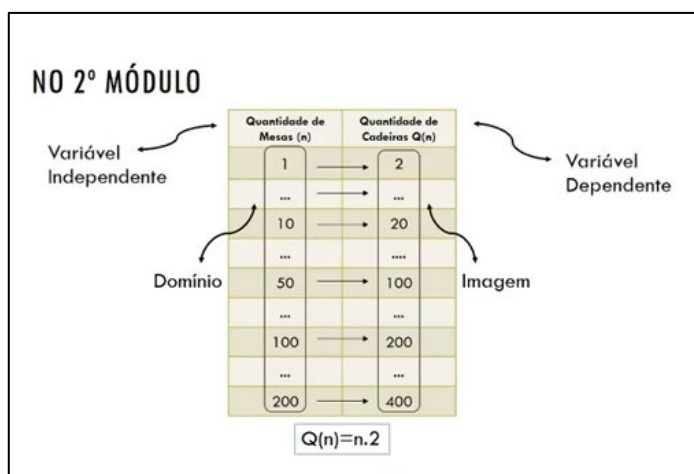 NO 2º MÓDULO
Quantidade de Mesas (n) Quantidade de Cadeiras Q(n)
Variável Independente
Variável Dependente
1 2
... ...
10 20
... ....
Domínio
50 100
Imagem
... ...
100 200
... ...
200 400
Q(n)=n.2